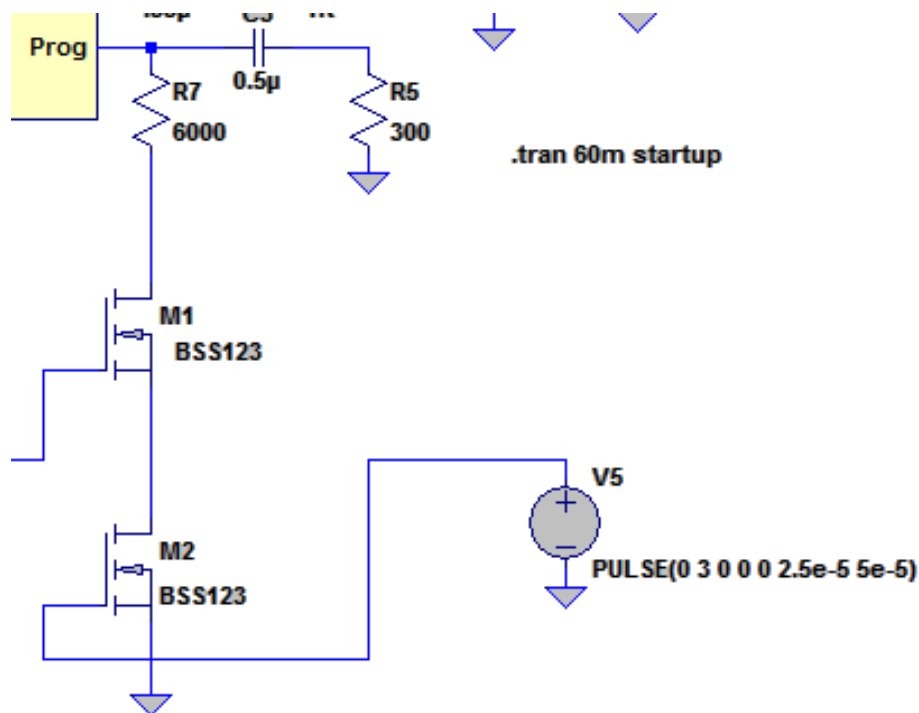 C3
Prog
0.5µ
R7
6000
R5
300
.tran 60m startup
M1
BSS123
V5
M2
BSS123
PULSE(0 3 0 0 0 2.5e-5 5e-5)